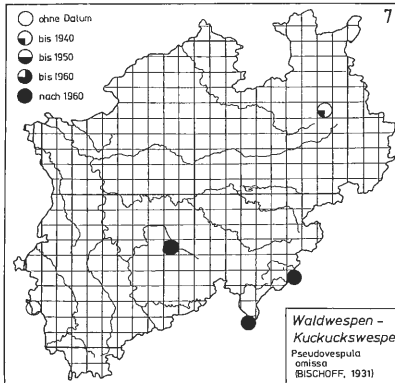 ohne Datum
bis 1940
bis 1950
bis 1960
nach 1960
7
Waldwespen -
Kuckuckswespe
Pseudovespula
omissa
(BISCHOFF, 1931)